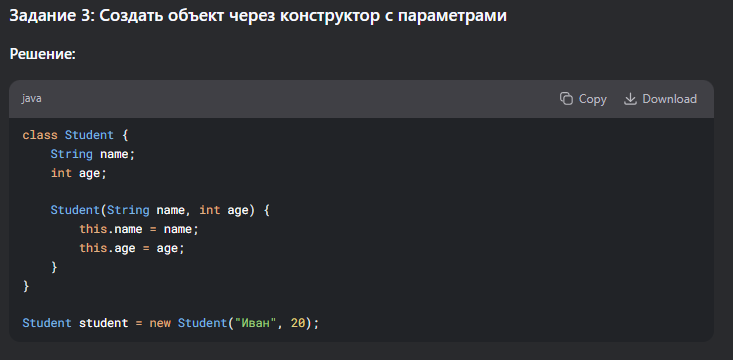 Задание 3: Создать объект через конструктор с параметрами
Решение:
java
Copy
Download
class Student {
    String name;
    int age;

    Student(String name, int age) {
        this.name = name;
        this.age = age;
    }
}

Student student = new Student("Иван", 20);